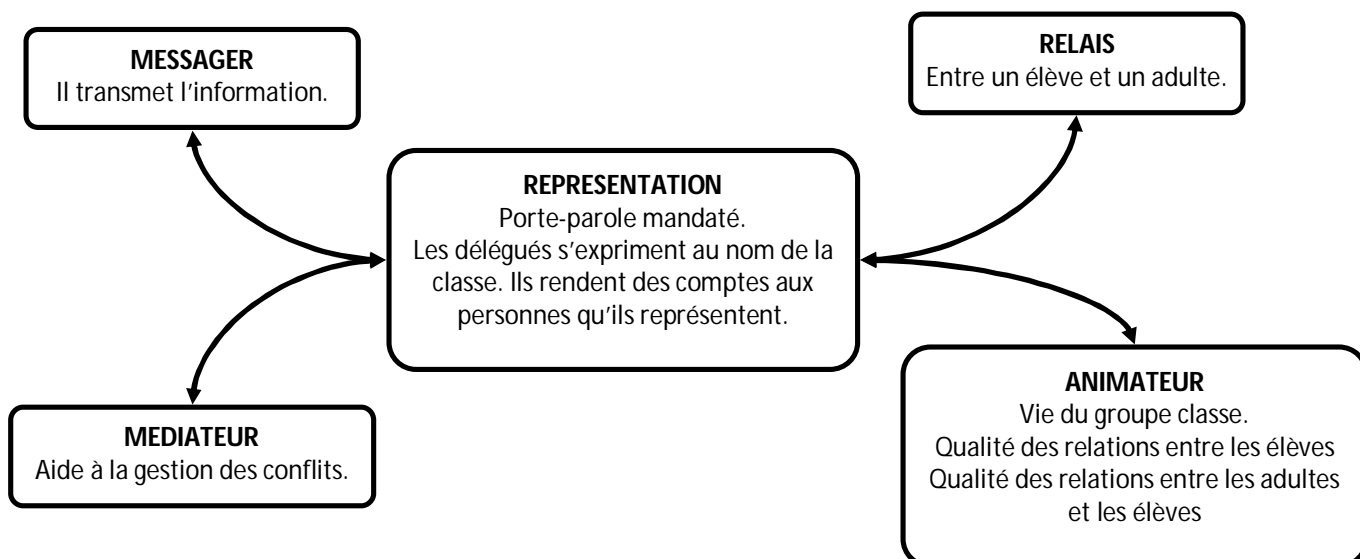 MESSAGER
Il transmet l’information.
RELAIS
Entre un élève et un adulte.
REPRESENTATION
Porte-parole mandaté.
Les délégués s’expriment au nom de la
classe. Ils rendent des comptes aux
personnes qu’ils représentent.
MEDIATEUR
Aide à la gestion des conflits.
ANIMATEUR
Vie du groupe classe.
Qualité des relations entre les élèves
Qualité des relations entre les adultes
et les élèves